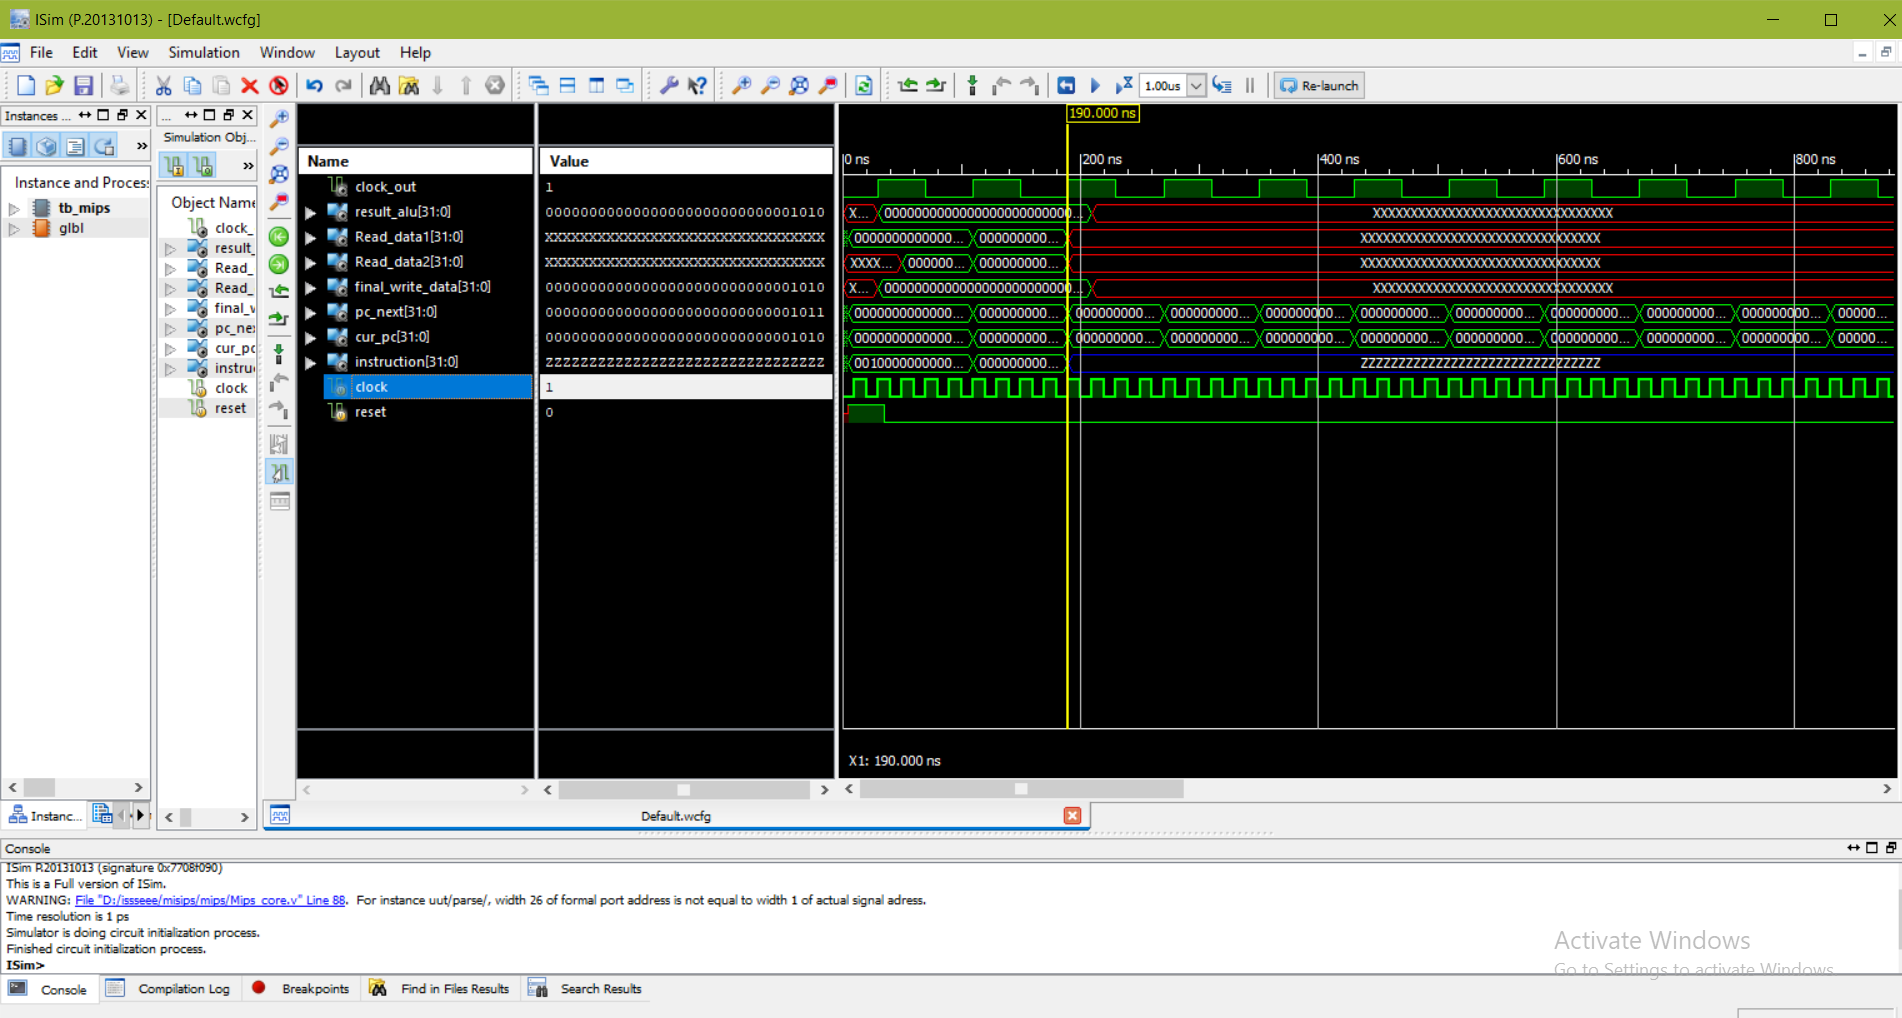 ISim (P.20131013) - [Default.wcfg]
File Edit View Simulation Window Layout Help
1.00us Re-launch
Instances ...
...
Simulation Obj...
Instance and Process
tb_mips
glbl
Object Name
clock_
result_
Read_
Read_
final_v
pc_nex
cur_pc
instruc
clock
reset
Name Value
clock_out 1
result_alu[31:0] 00000000000000000000000000001010
Read_data1[31:0] XXXXXXXXXXXXXXXXXXXXXXXXXXXXXXXX
Read_data2[31:0] XXXXXXXXXXXXXXXXXXXXXXXXXXXXXXXX
final_write_data[31:0] 00000000000000000000000000001010
pc_next[31:0] 00000000000000000000000000001011
cur_pc[31:0] 00000000000000000000000000001010
instruction[31:0] ZZZZZZZZZZZZZZZZZZZZZZZZZZZZZZZZ
clock 1
reset 0
190.000 ns
0 ns 200 ns 400 ns 600 ns 800 ns
X... 0000000000000000000000000... XXXXXXXXXXXXXXXXXXXXXXXXXXXXXXXX
0000000000000... 000000000... XXXXXXXXXXXXXXXXXXXXXXXXXXXXXXXX
XXXX... 000000... 000000000... XXXXXXXXXXXXXXXXXXXXXXXXXXXXXXXX
X... 0000000000000000000000000... XXXXXXXXXXXXXXXXXXXXXXXXXXXXXXXX
0000000000000... 000000000... 000000000... 000000000... 000000000... 000000000... 000000000... 000000000... 000000000... 000000000... 00000...
0000000000000... 000000000... 000000000... 000000000... 000000000... 000000000... 000000000... 000000000... 000000000... 000000000... 00000...
0010000000000... 000000000... ZZZZZZZZZZZZZZZZZZZZZZZZZZZZZZZZ
X1: 190.000 ns
Instanc...
Default.wcfg
Console
ISim P.20131013 (signature 0x7708f090)
This is a Full version of ISim.
WARNING: File "D:/issseee/misips/mips/Mips_core.v" Line 88. For instance uut/parse/, width 26 of formal port address is not equal to width 1 of actual signal adress.
Time resolution is 1 ps
Simulator is doing circuit initialization process.
Finished circuit initialization process.
ISim>
Activate Windows
Go to Settings to activate Windows.
Console Compilation Log Breakpoints Find in Files Results Search Results